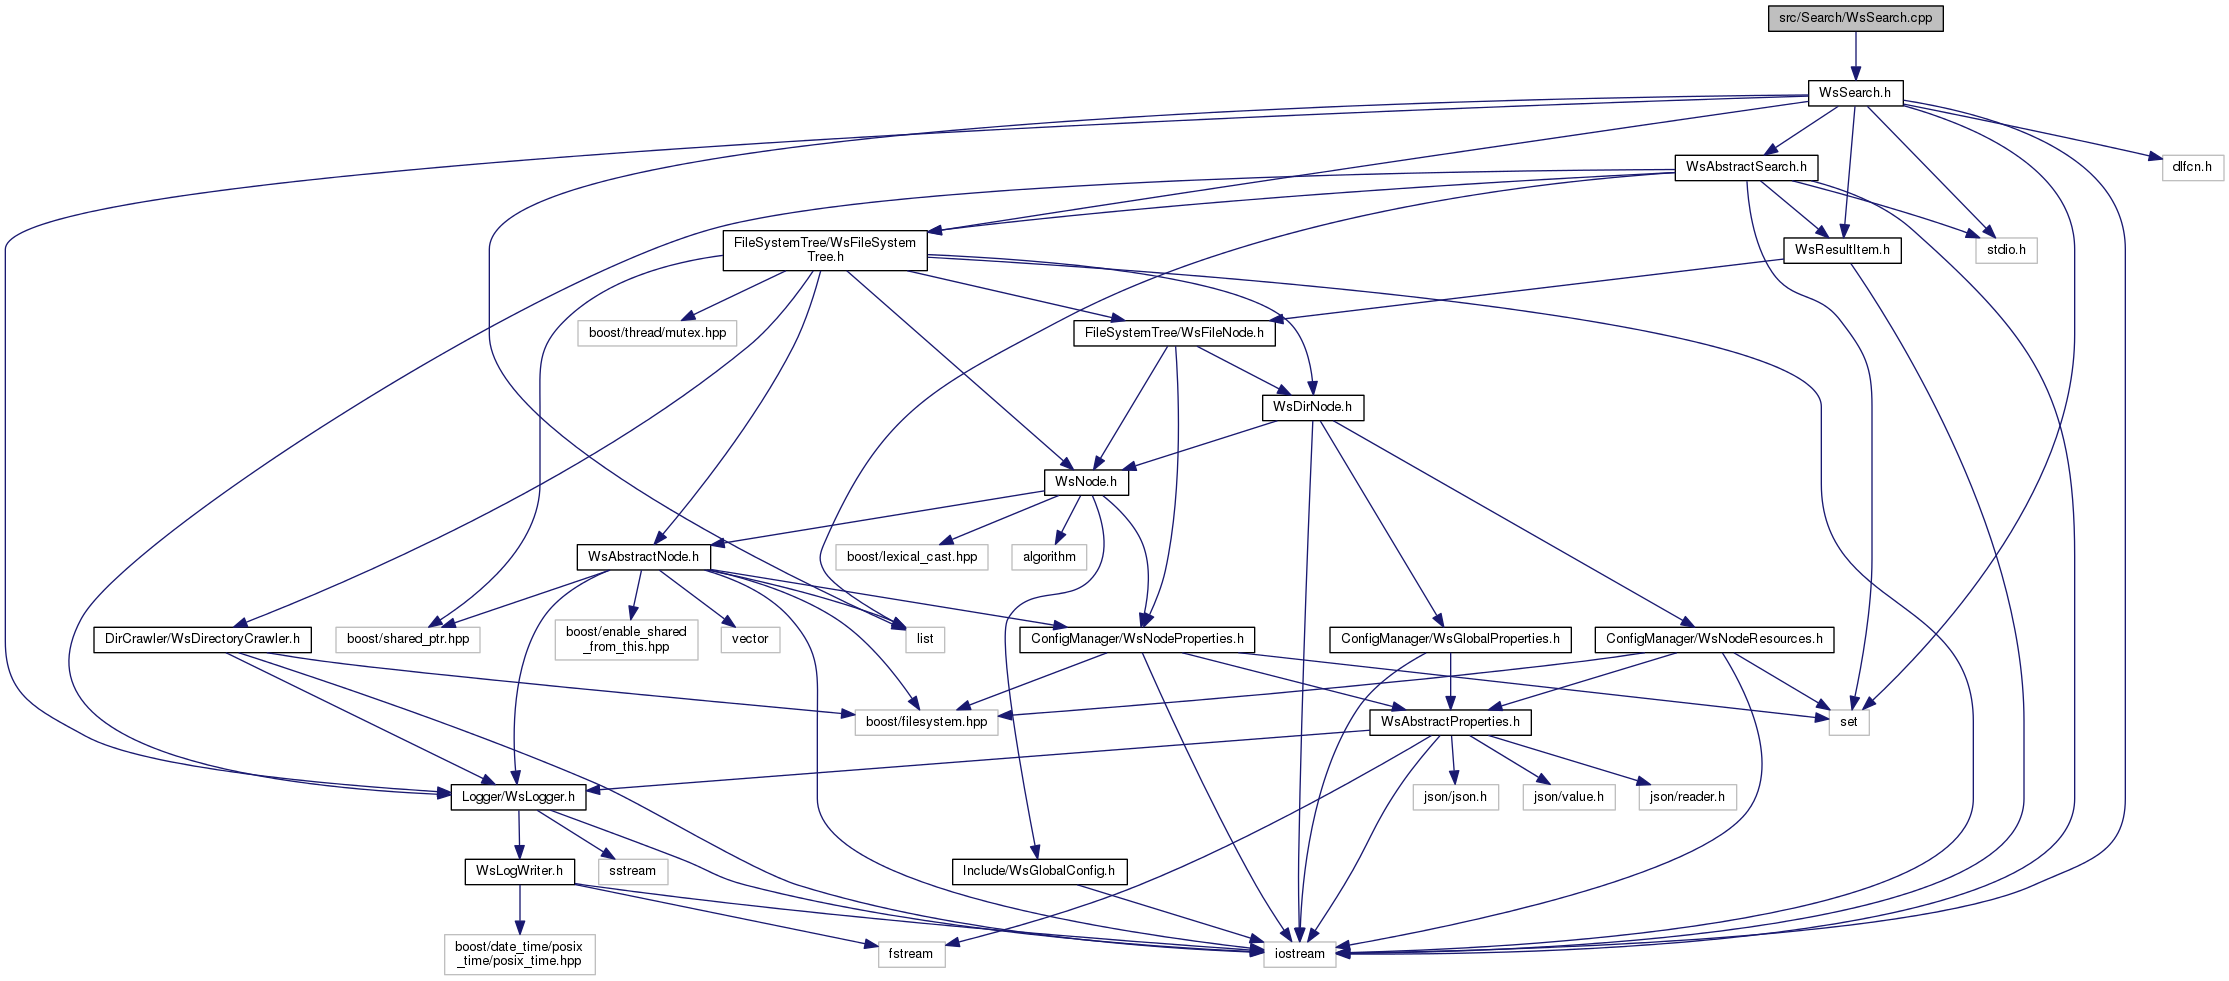 src/Search/WsSearch.cpp
WsSearch.h
WsAbstractSearch.h
dlfcn.h
FileSystemTree/WsFileSystem
Tree.h
WsResultItem.h
stdio.h
boost/thread/mutex.hpp
FileSystemTree/WsFileNode.h
WsDirNode.h
WsNode.h
WsAbstractNode.h
boost/lexical_cast.hpp
algorithm
DirCrawler/WsDirectoryCrawler.h
boost/shared_ptr.hpp
boost/enable_shared
_from_this.hpp
vector
list
ConfigManager/WsNodeProperties.h
ConfigManager/WsGlobalProperties.h
ConfigManager/WsNodeResources.h
boost/filesystem.hpp
WsAbstractProperties.h
set
Logger/WsLogger.h
json/json.h
json/value.h
json/reader.h
WsLogWriter.h
sstream
Include/WsGlobalConfig.h
boost/date_time/posix
_time/posix_time.hpp
fstream
iostream